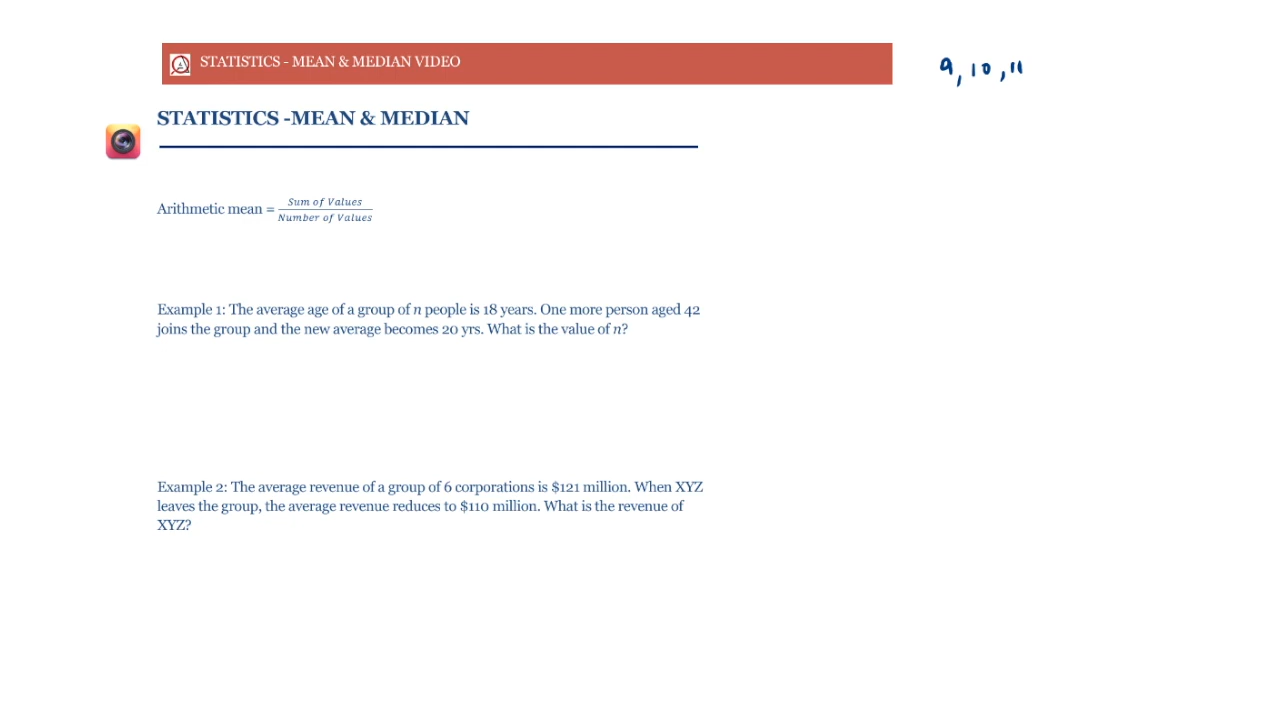 STATISTICS - MEAN & MEDIAN VIDEO
9, 10, 11
STATISTICS -MEAN & MEDIAN
Arithmetic mean = Sum of Values / Number of Values
Example 1: The average age of a group of n people is 18 years. One more person aged 42
joins the group and the new average becomes 20 yrs. What is the value of n?
Example 2: The average revenue of a group of 6 corporations is $121 million. When XYZ
leaves the group, the average revenue reduces to $110 million. What is the revenue of
XYZ?